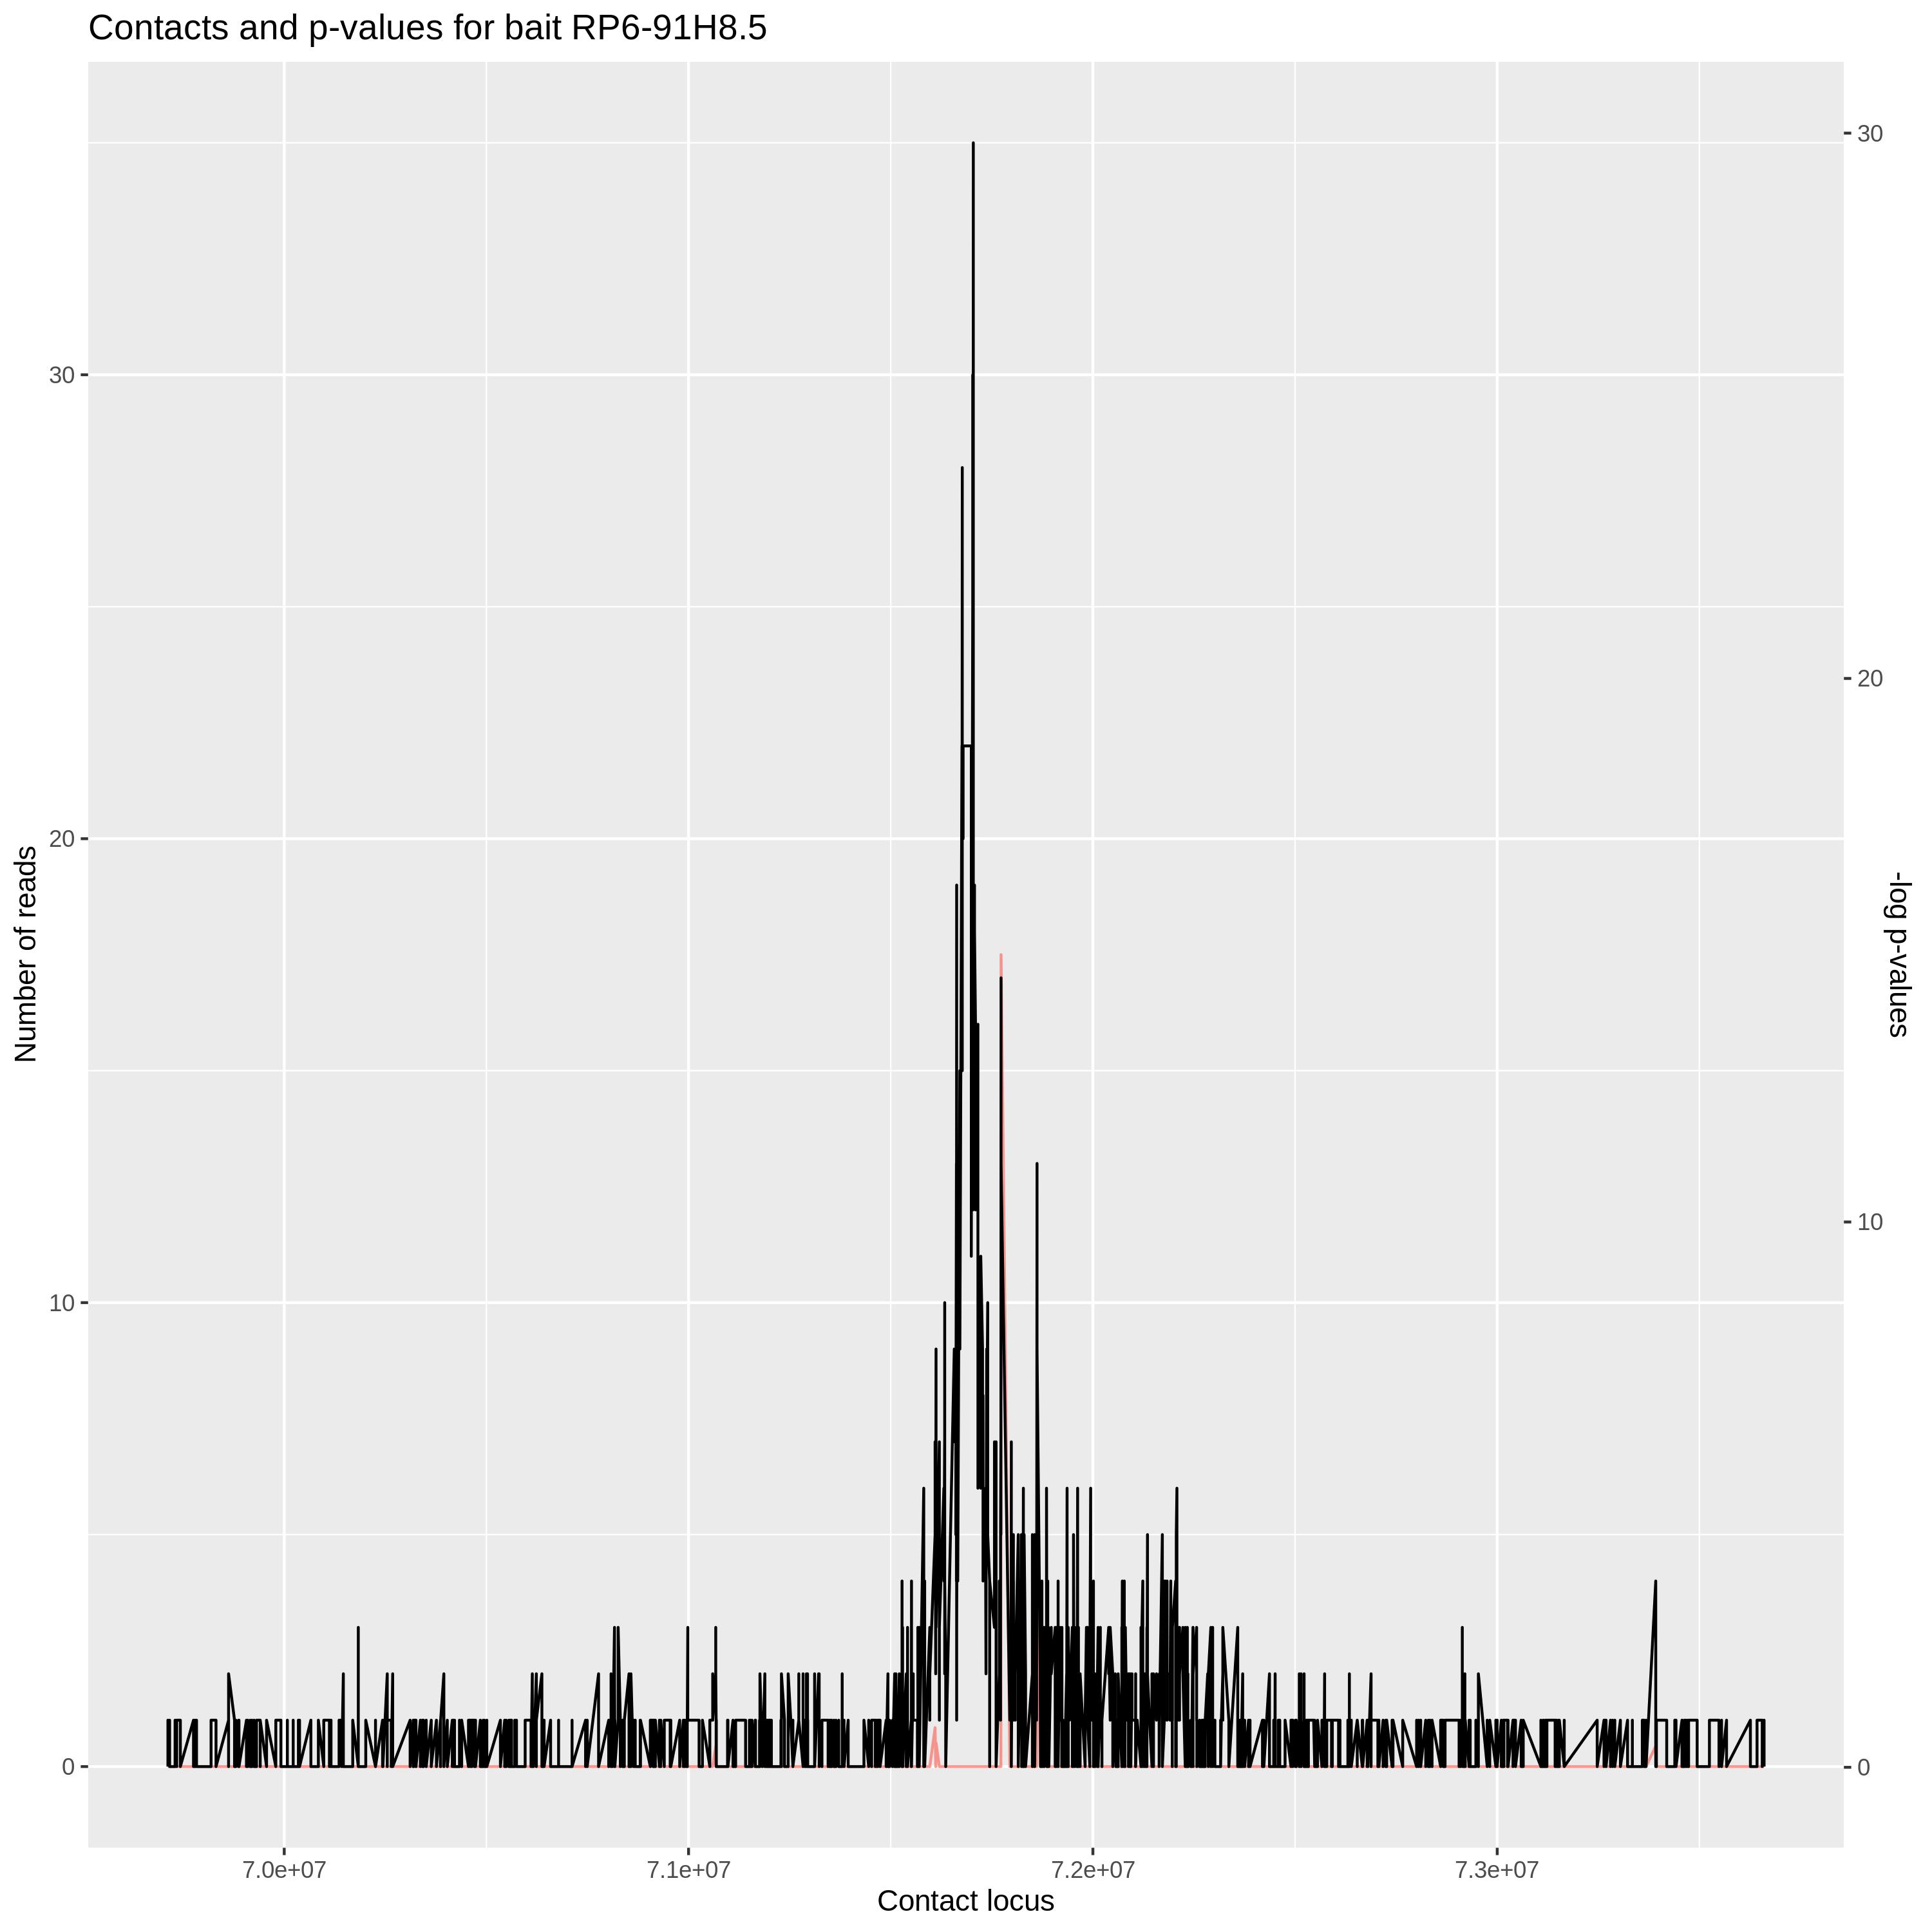 Contacts and p-values for bait RP6-91H8.5
30
20
10
0
Number of reads
30
20
10
0
-log p-values
7.0e+07
7.1e+07
7.2e+07
7.3e+07
Contact locus